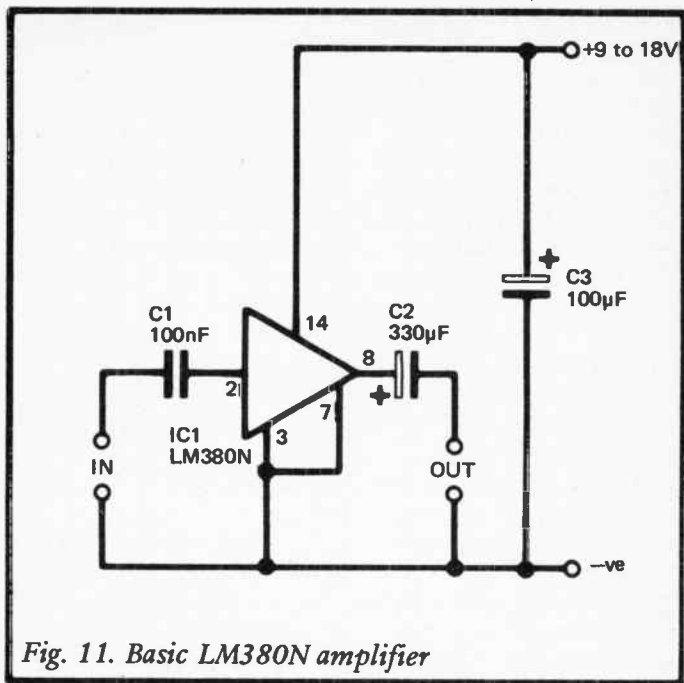 +9 to 18V
C1
100nF
14
C2
330µF
8
+
C3
100µF
+
2
7
3
IC1
LM380N
IN
OUT
–ve
Fig. 11. Basic LM380N amplifier